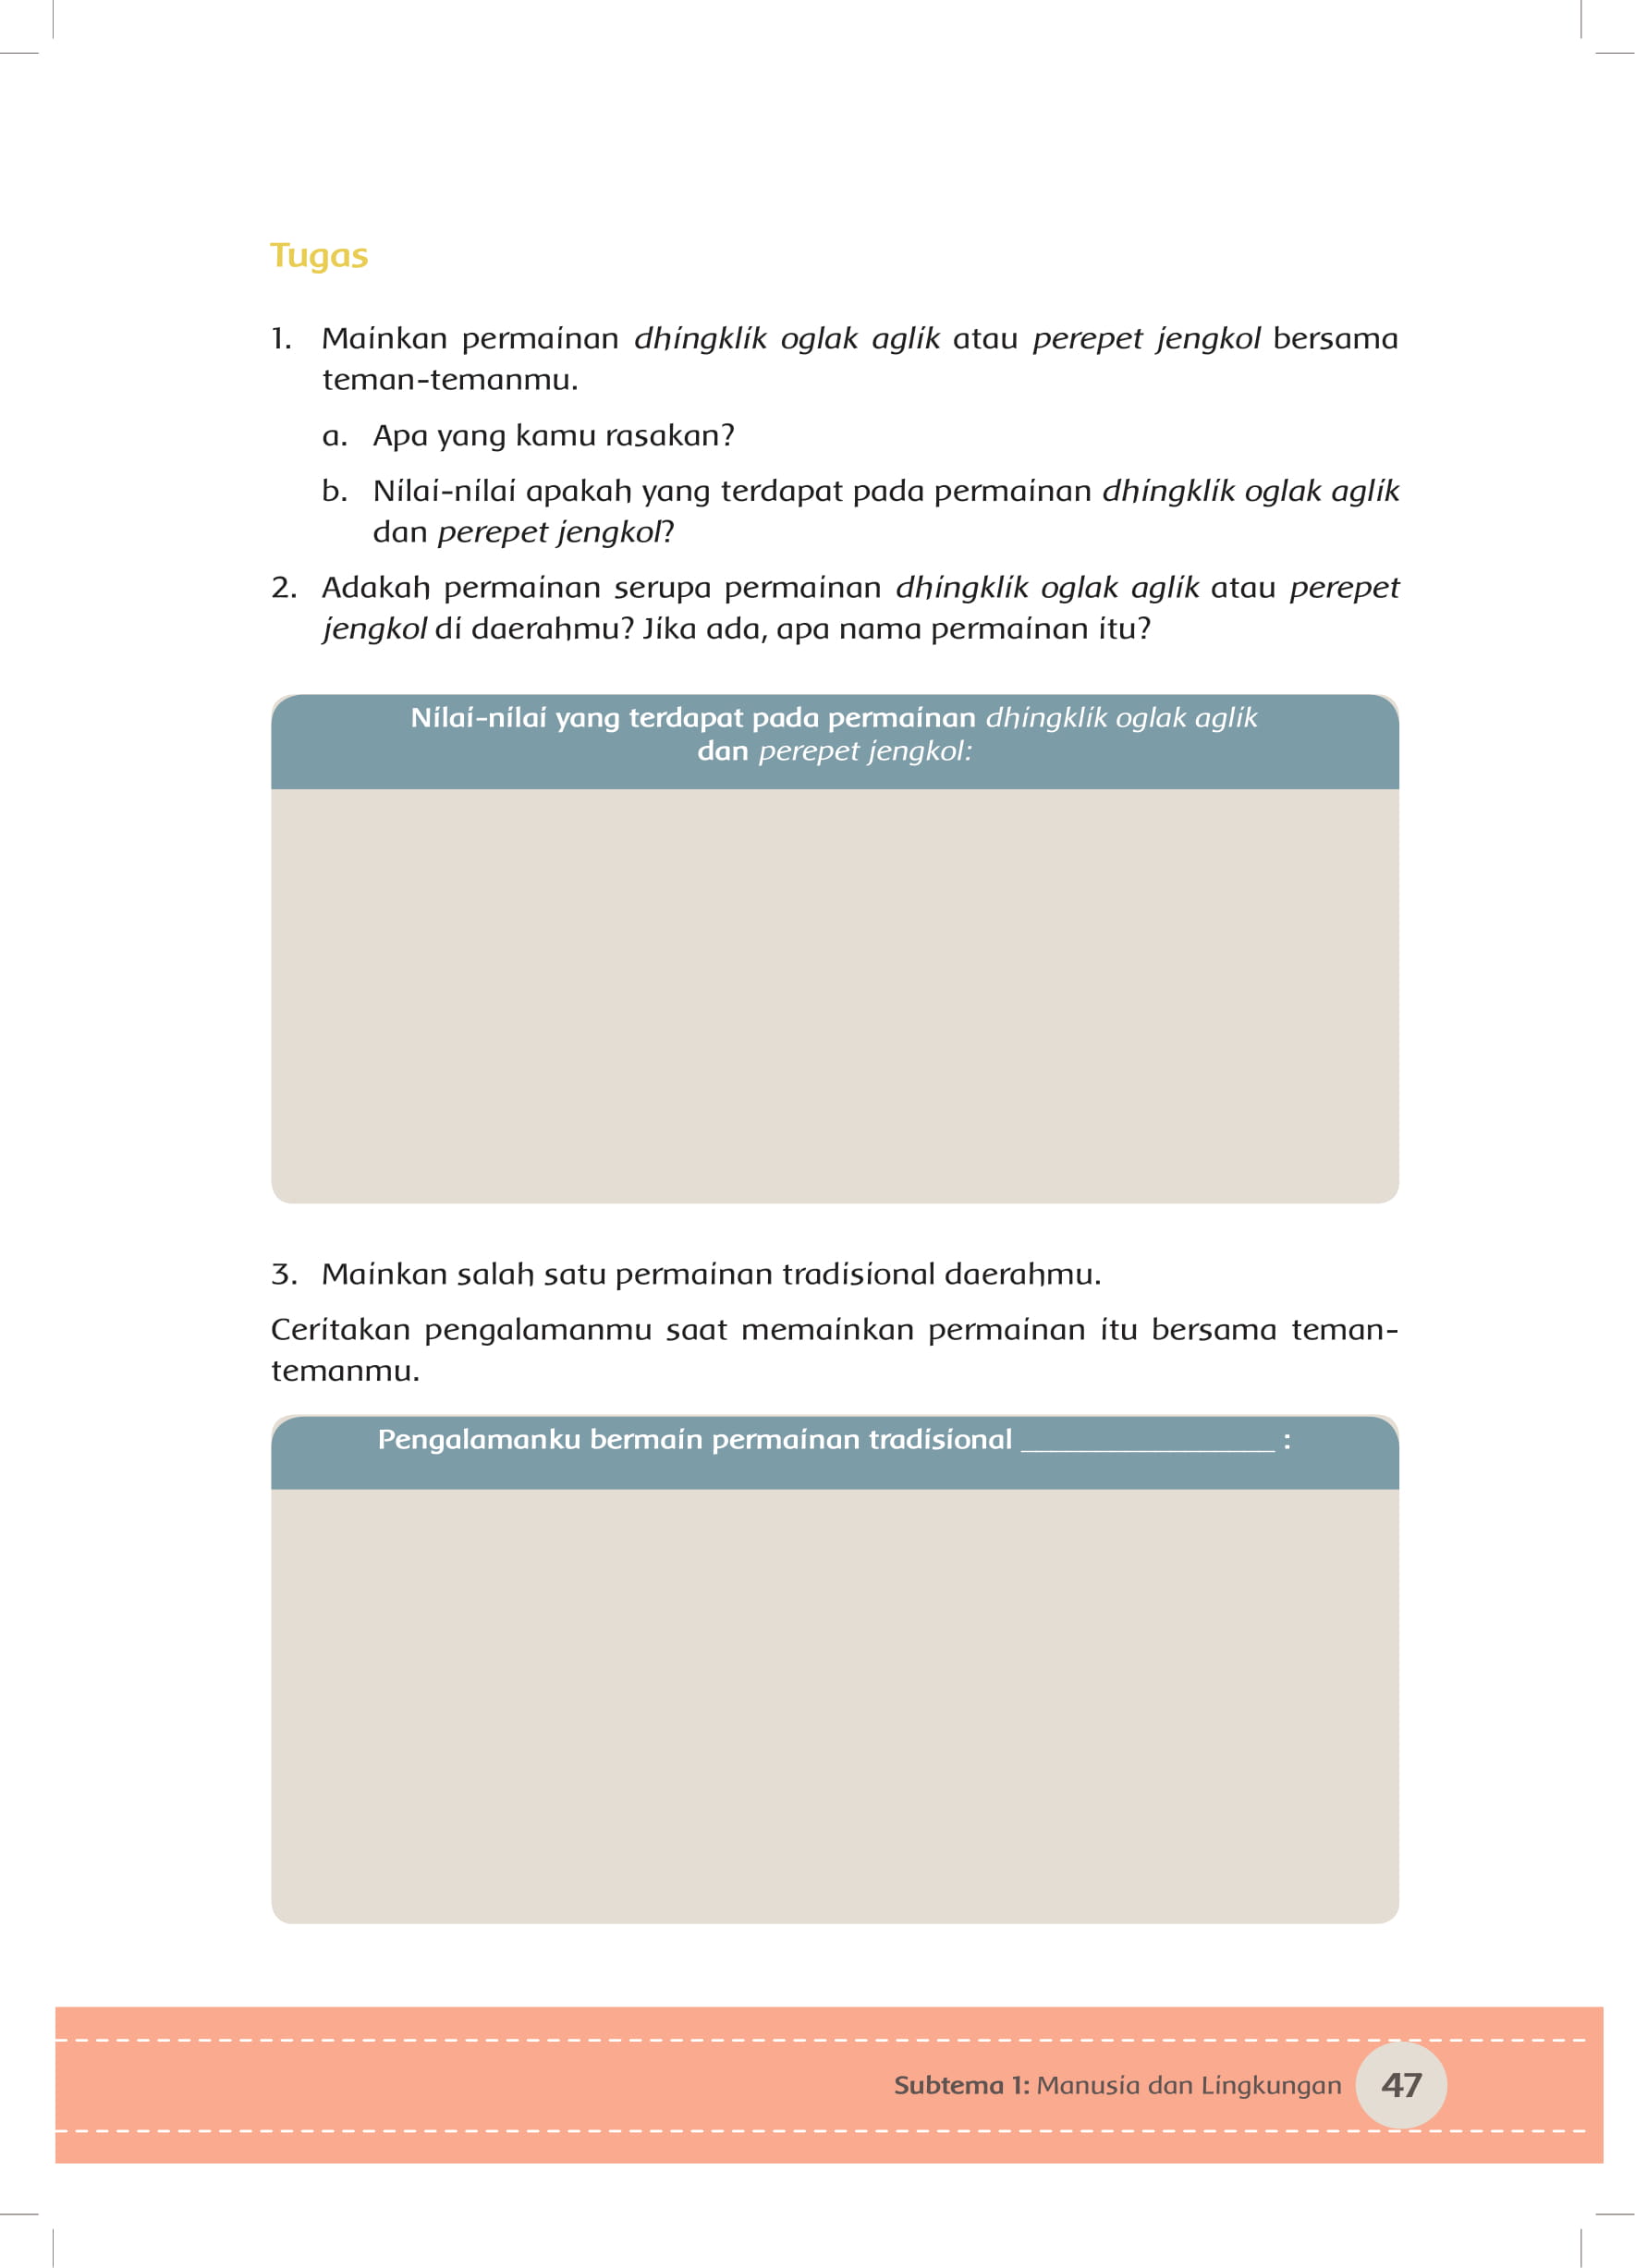 Tugas
1. Mainkan permainan dhingklik oglak aglik atau perepet jengkol bersama
teman-temanmu.
a. Apa yang kamu rasakan?
b. Nilai-nilai apakah yang terdapat pada permainan dhingklik oglak aglik
dan perepet jengkol?
2. Adakah permainan serupa permainan dhingklik oglak aglik atau perepet
jengkol di daerahmu? Jika ada, apa nama permainan itu?
Nilai-nilai yang terdapat pada permainan dhingklik oglak aglik
dan perepet jengkol:
3. Mainkan salah satu permainan tradisional daerahmu.
Ceritakan pengalamanmu saat memainkan permainan itu bersama teman-
temanmu.
Pengalamanku bermain permainan tradisional _________________ :
Subtema 1: Manusia dan Lingkungan 47